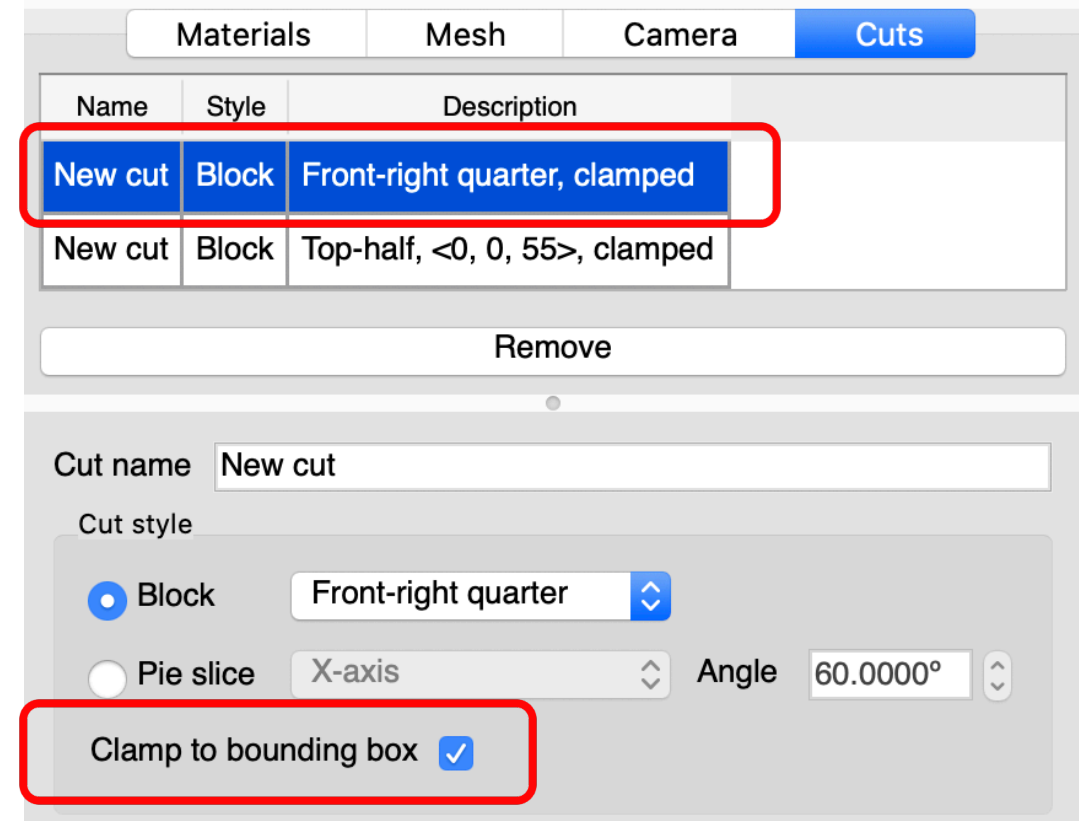 Materials Mesh Camera Cuts
Name Style Description
New cut Block Front-right quarter, clamped
New cut Block Top-half, <0, 0, 55>, clamped
Remove
Cut name New cut
Cut style
Block Front-right quarter
Pie slice X-axis Angle 60.0000º
Clamp to bounding box